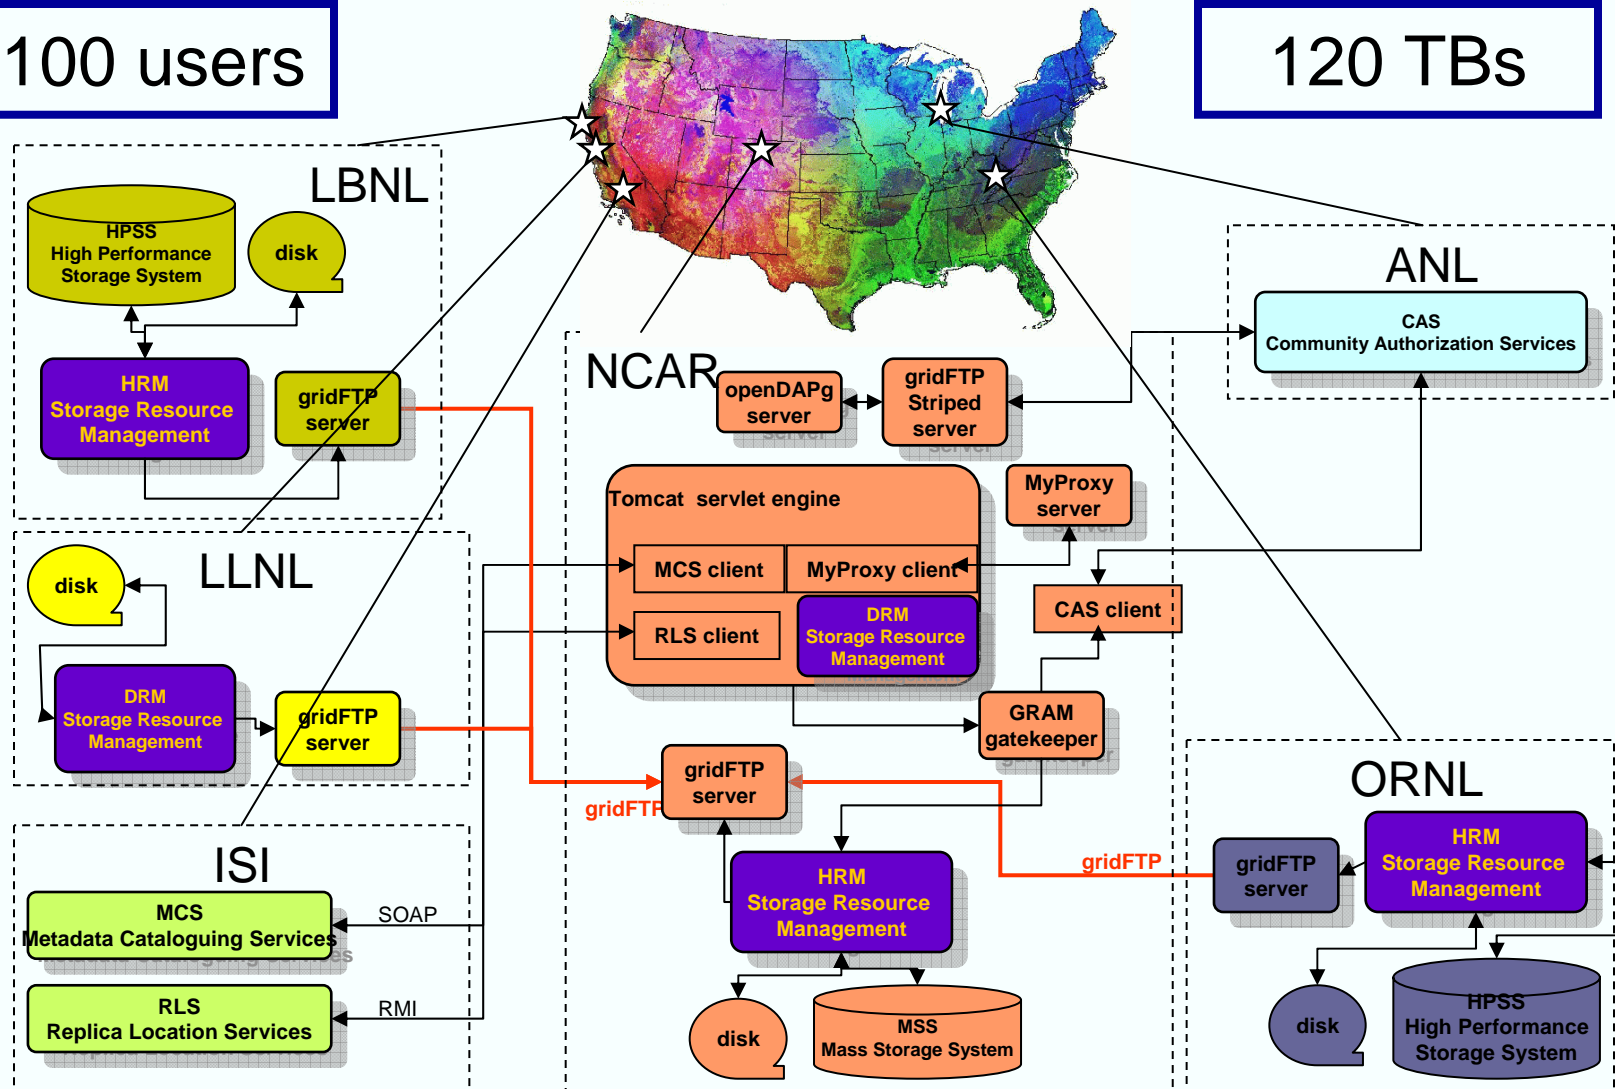 100 users
120 TBs
LBNL
HPSS
High Performance
Storage System
disk
HRM
Storage Resource
Management
gridFTP
server
LLNL
disk
DRM
Storage Resource
Management
gridFTP
server
ISI
MCS
Metadata Cataloguing Services
SOAP
RLS
Replica Location Services
RMI
NCAR
openDAPg
server
gridFTP
Striped
server
Tomcat servlet engine
MCS client
MyProxy client
RLS client
DRM
Storage Resource
Management
MyProxy
server
CAS client
GRAM
gatekeeper
gridFTP
server
gridFTP
HRM
Storage Resource
Management
disk
MSS
Mass Storage System
gridFTP
ANL
CAS
Community Authorization Services
ORNL
gridFTP
server
HRM
Storage Resource
Management
disk
HPSS
High Performance
Storage System